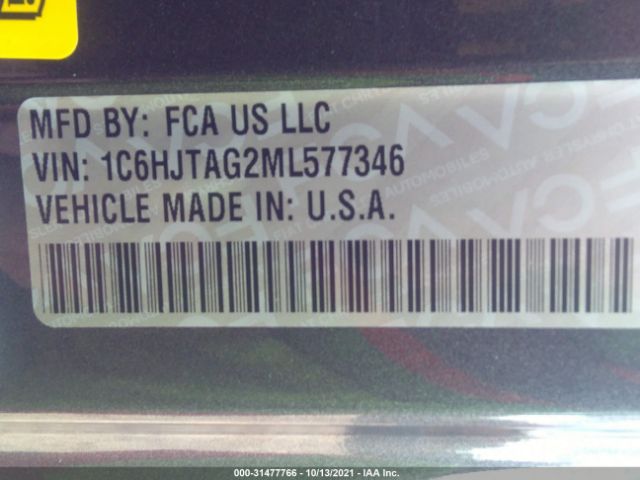 MFD BY: FCA US LLC
VIN: 1C6HJTAG2ML577346
VEHICLE MADE IN: U.S.A.
000-31477766 - 10/13/2021 - IAA Inc.